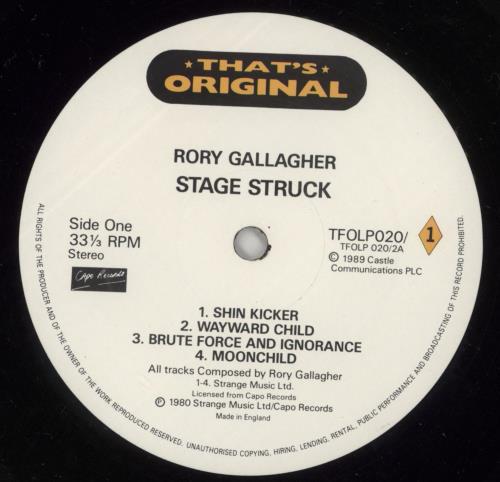 ★ THAT'S ★
ORIGINAL
RORY GALLAGHER
STAGE STRUCK
Side One
33⅓ RPM
Stereo
Capo Records
TFOLP020/
TFOLP 020/2A
1
© 1989 Castle
Communications PLC
1. SHIN KICKER
2. WAYWARD CHILD
3. BRUTE FORCE AND IGNORANCE
4. MOONCHILD
All tracks Composed by Rory Gallagher
1-4. Strange Music Ltd.
Licensed from Capo Records
℗ 1980 Strange Music Ltd/Capo Records
Made in England
ALL RIGHTS OF THE PRODUCER AND OF THE OWNER OF THE WORK REPRODUCED RESERVED. UNAUTHORISED COPYING, HIRING, LENDING, RENTAL, PUBLIC PERFORMANCE AND BROADCASTING OF THIS RECORD PROHIBITED.